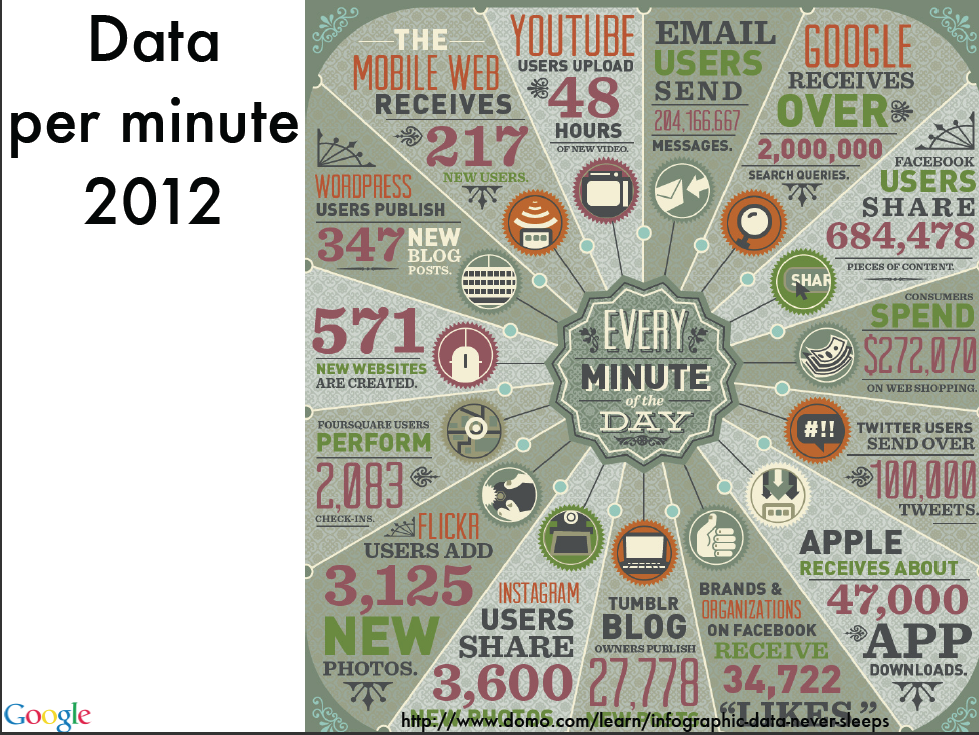 Data
per minute
2012
THE
MOBILE WEB
RECEIVES
217
NEW USERS.
YOUTUBE
USERS UPLOAD
48
HOURS
OF NEW VIDEO.
EMAIL
USERS
SEND
204,166,667
MESSAGES.
GOOGLE
RECEIVES
OVER
2,000,000
SEARCH QUERIES.
FACEBOOK
USERS
SHARE
684,478
PIECES OF CONTENT.
SHAR
CONSUMERS
SPEND
$272,070
ON WEB SHOPPING.
#!!
TWITTER USERS
SEND OVER
100,000
TWEETS.
APPLE
RECEIVES ABOUT
47,000
APP
DOWNLOADS.
BRANDS &
ORGANIZATIONS
ON FACEBOOK
RECEIVE
34,722
"LIKES."
TUMBLR
BLOG
OWNERS PUBLISH
27,778
INSTAGRAM
USERS
SHARE
3,600
NEW PHOTOS.
FLICKR
USERS ADD
3,125
NEW
PHOTOS.
FOURSQUARE USERS
PERFORM
2,083
CHECK-INS.
571
NEW WEBSITES
ARE CREATED.
WORDPRESS
USERS PUBLISH
347 NEW
BLOG
POSTS.
EVERY
MINUTE
of the
DAY
Google
http://www.domo.com/learn/infographic-data-never-sleeps